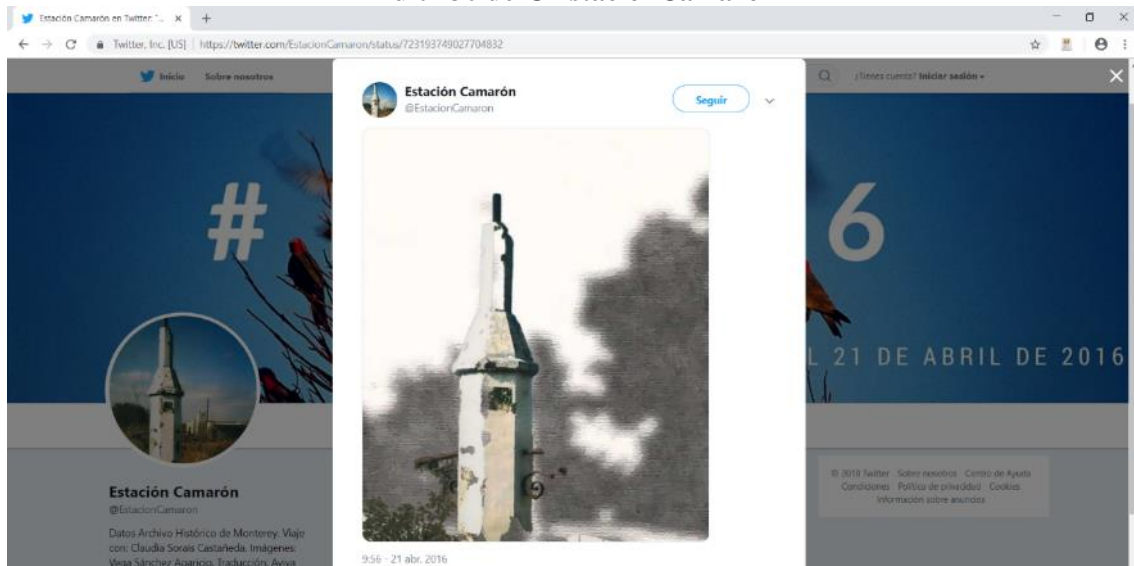 Estación Camarón en Twitter: "...
Twitter, Inc. [US] | https://twitter.com/EstacionCamaron/status/723193749027704832
Inicio Sobre nosotros
¿Tienes cuenta? Iniciar sesión
Estación Camarón
@EstacionCamaron
Seguir
# 6
L 21 DE ABRIL DE 2016
9:56 - 21 abr. 2016
Estación Camarón
@EstacionCamaron
Datos Archivo Histórico de Monterey. Viaje
con: Claudia Sorais Castañeda. Imágenes:
Vega Sánchez Aparicio. Traducción: Aviva
© 2018 Twitter Sobre nosotros Centro de Ayuda
Condiciones Política de privacidad Cookies
Información sobre anuncios